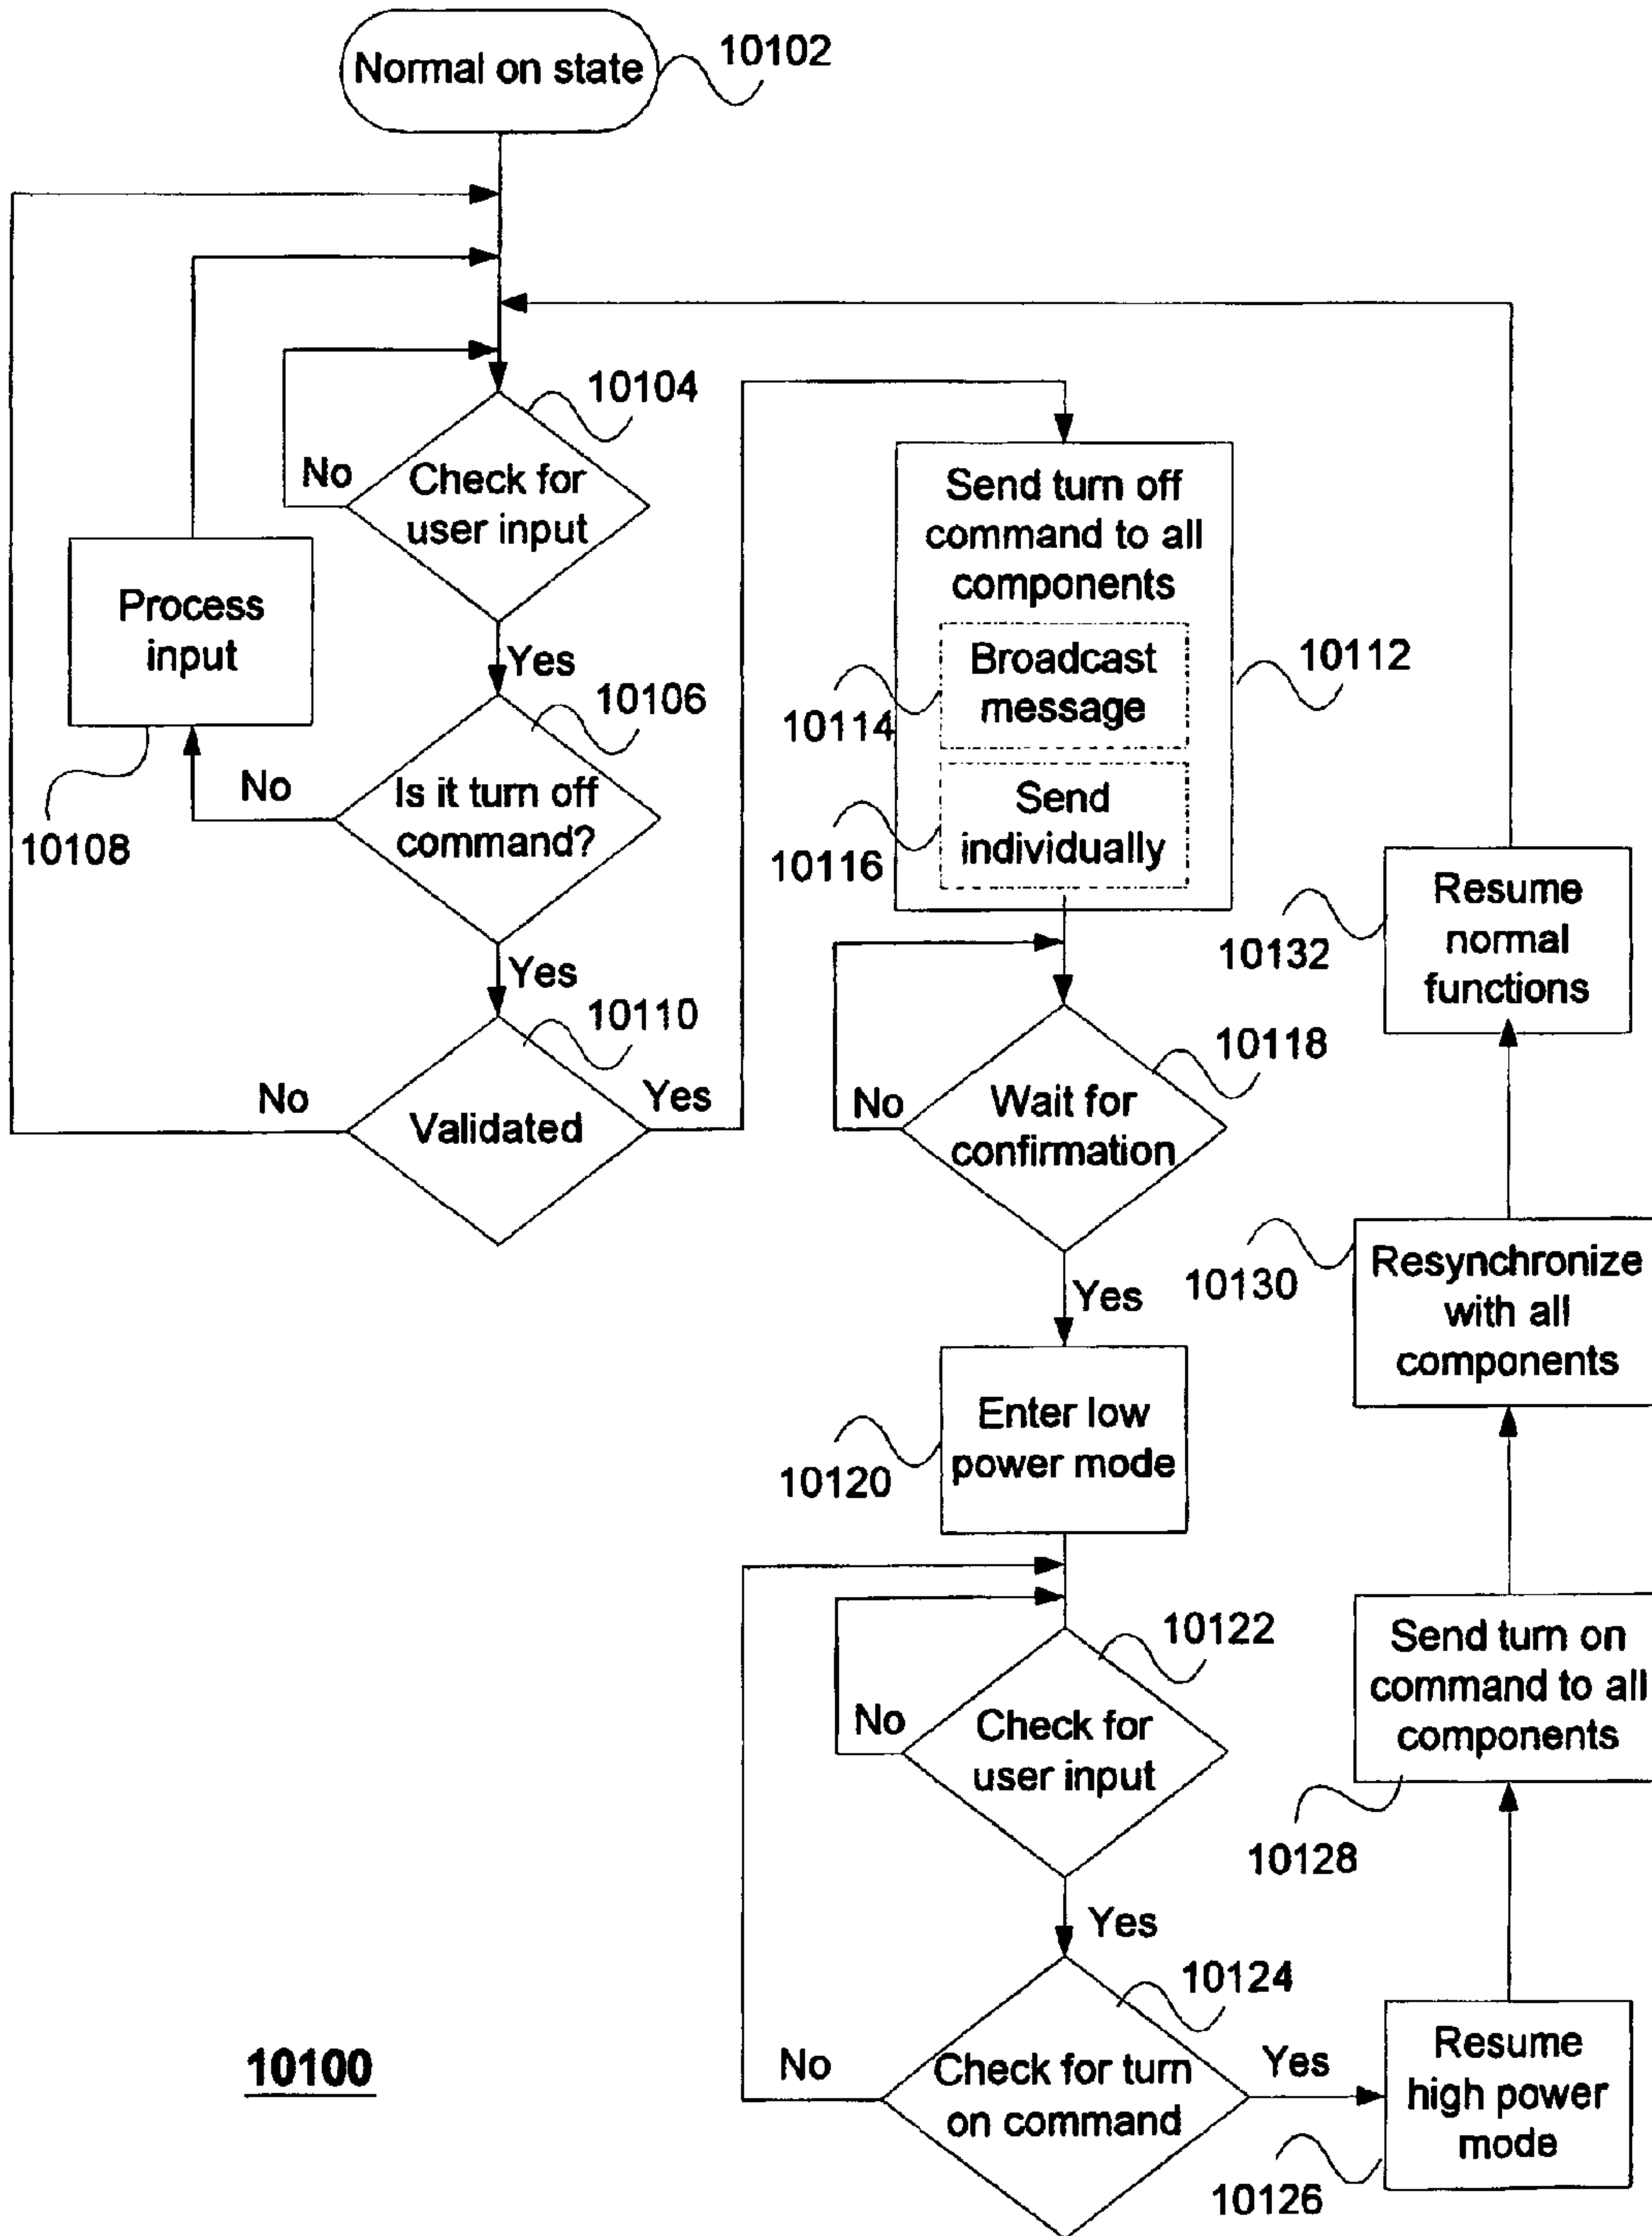 Normal on state
10102
10104
No
Check for
user input
Process
input
10108
Yes
10106
No
Is it turn off
command?
Yes
10110
No
Validated
Yes
Send turn off
command to all
components
Broadcast
message
10112
10114
Send
individually
10116
10118
No
Wait for
confirmation
Yes
Enter low
power mode
10120
10122
No
Check for
user input
Yes
10124
No
Check for turn
on command
Yes
Resume
high power
mode
10126
Send turn on
command to all
components
10128
Resynchronize
with all
components
10130
Resume
normal
functions
10132
10100